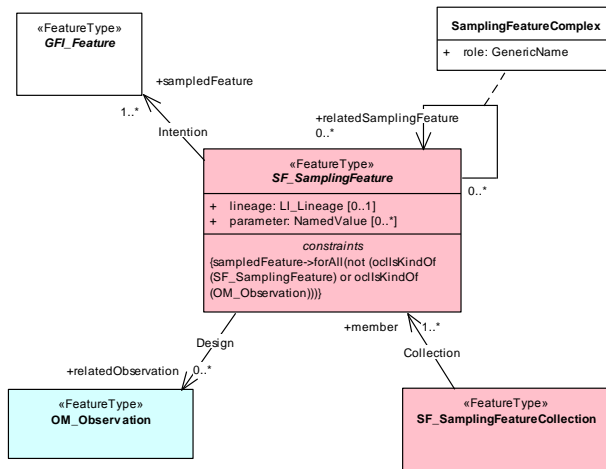 «FeatureType»
GFI_Feature
SamplingFeatureComplex
+ role: GenericName
+sampledFeature
1..*
Intention
+relatedSamplingFeature
0..*
«FeatureType»
SF_SamplingFeature
+ lineage: LI_Lineage [0..1]
+ parameter: NamedValue [0..*]
constraints
{sampledFeature->forAll(not (oclIsKindOf
(SF_SamplingFeature) or oclIsKindOf
(OM_Observation)))}
0..*
+member
1..*
Design
Collection
+relatedObservation
0..*
«FeatureType»
OM_Observation
«FeatureType»
SF_SamplingFeatureCollection